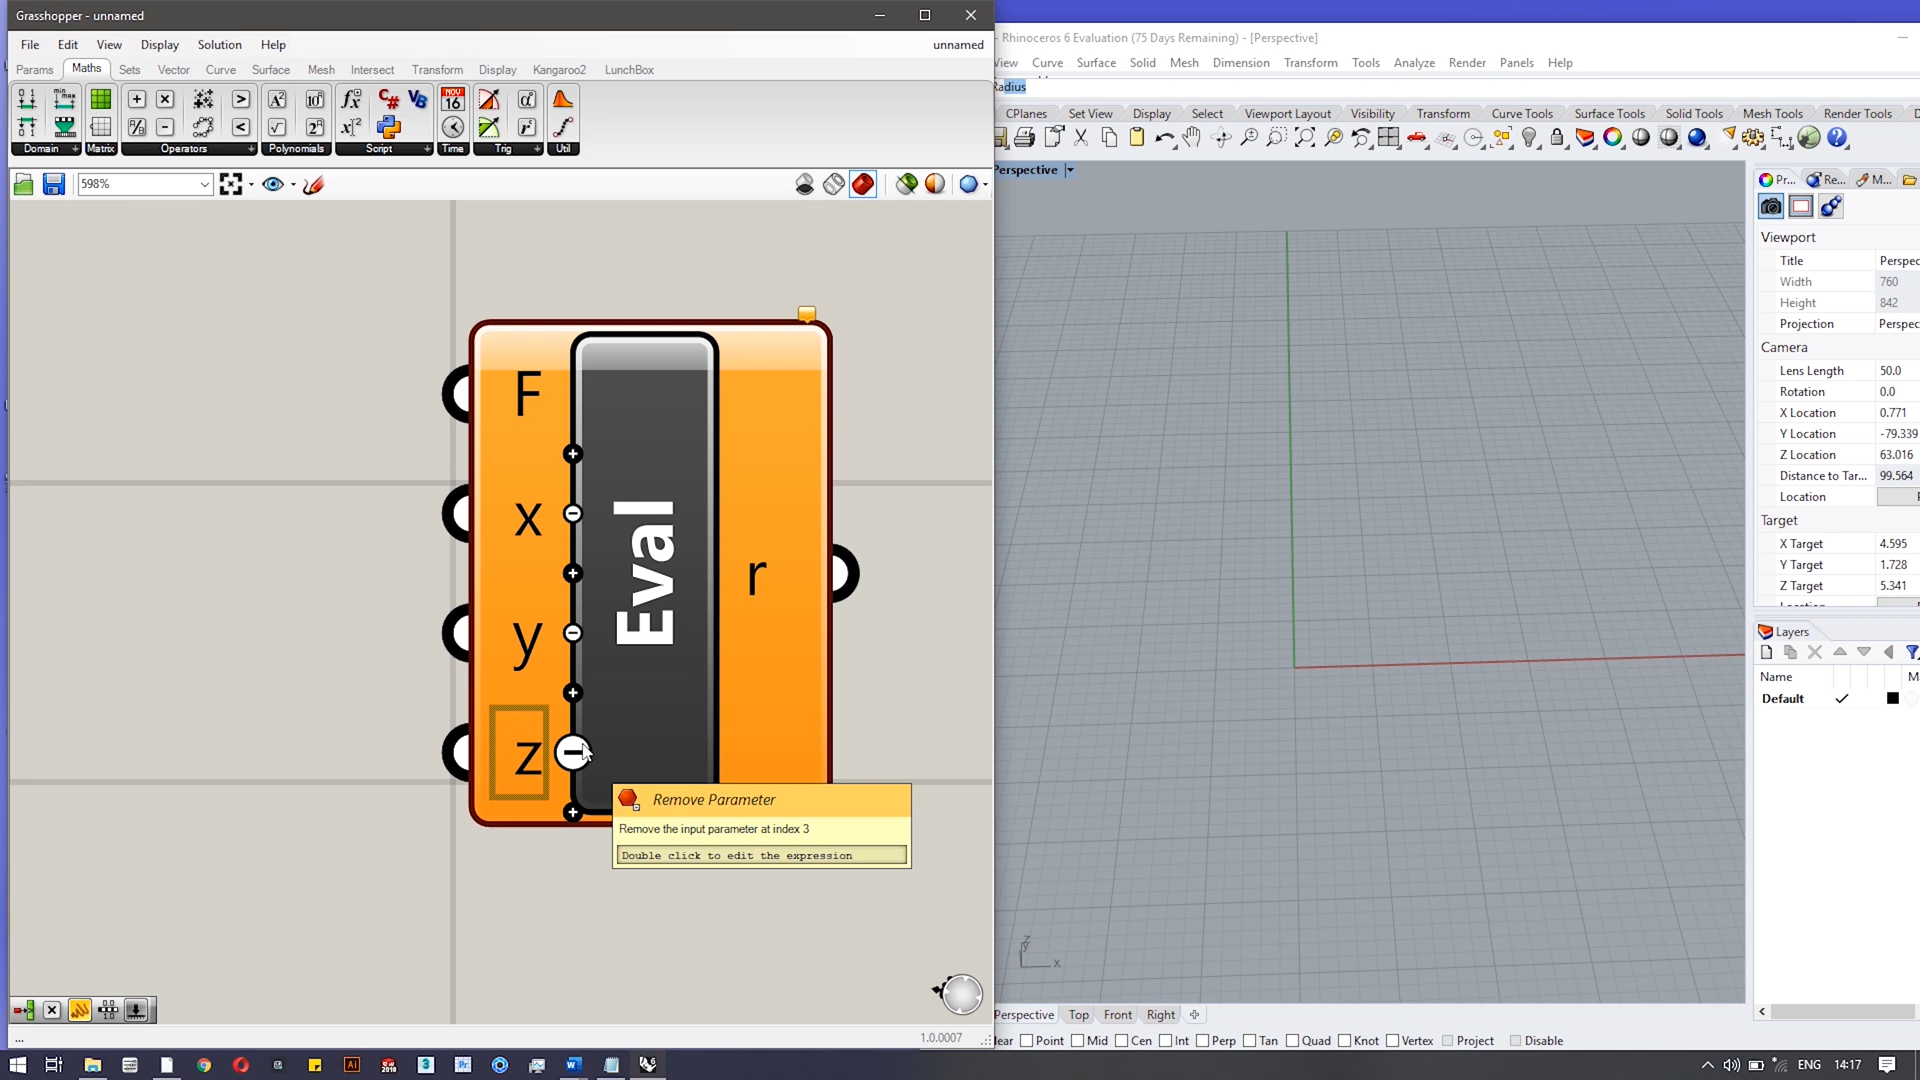 Grasshopper - unnamed
File Edit View Display Solution Help
unnamed
Params Maths Sets Vector Curve Surface Mesh Intersect Transform Display Kangaroo2 LunchBox
Domain Matrix Operators Polynomials Script Time Trig Util
598%
F
x
y
z
Eval
r
Remove Parameter
Remove the input parameter at index 3
Double click to edit the expression
...
1.0.0007
- Rhinoceros 6 Evaluation (75 Days Remaining) - [Perspective]
View Curve Surface Solid Mesh Dimension Transform Tools Analyze Render Panels Help
Radius
CPlanes Set View Display Select Viewport Layout Visibility Transform Curve Tools Surface Tools Solid Tools Mesh Tools Render Tools D
Perspective
z
y
x
Perspective Top Front Right
ear Point Mid Cen Int Perp Tan Quad Knot Vertex Project Disable
Pr... Re... M...
Viewport
Title Perspec
Width 760
Height 842
Projection Perspec
Camera
Lens Length 50.0
Rotation 0.0
X Location 0.771
Y Location -79.339
Z Location 63.016
Distance to Tar... 99.564
Location
Target
X Target 4.595
Y Target 1.728
Z Target 5.341
Layers
Name M
Default
ENG 14:17